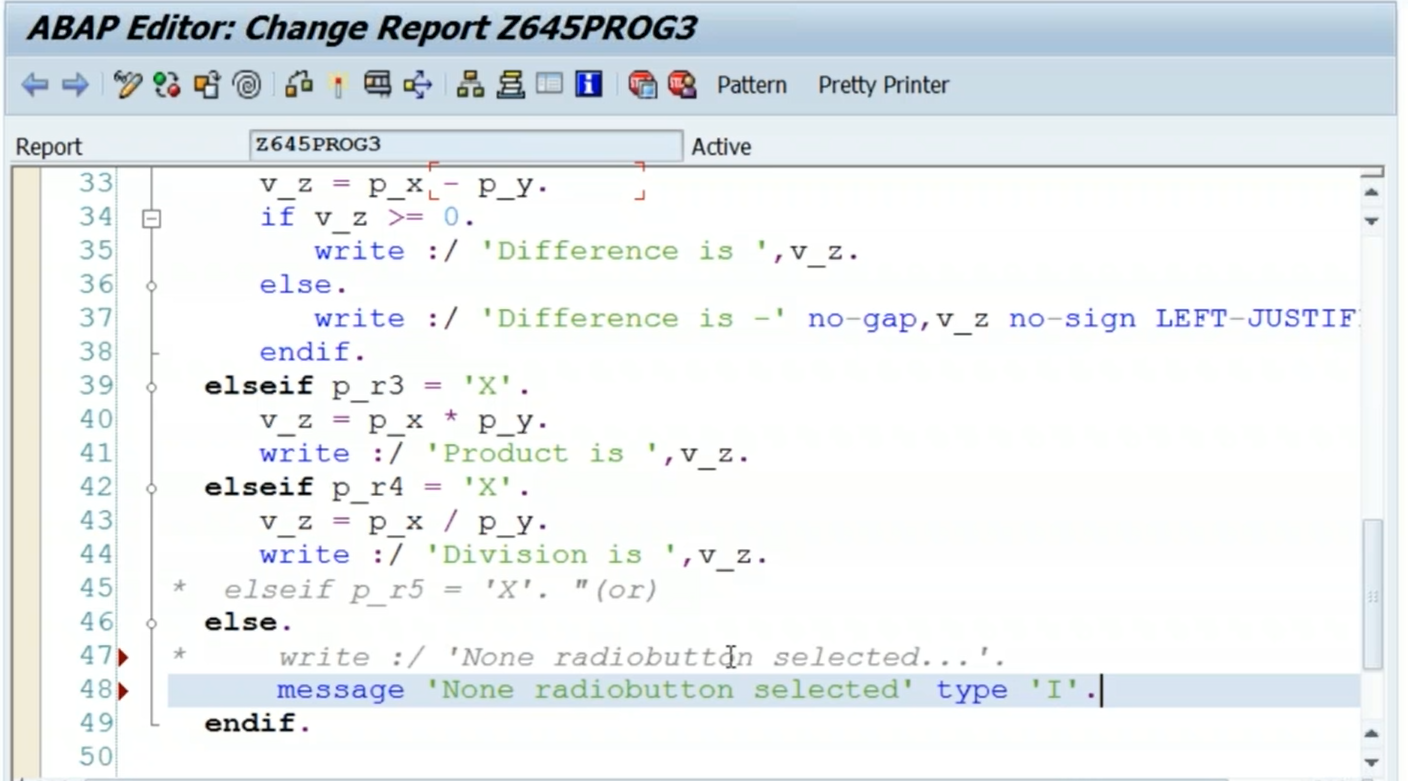 ABAP Editor: Change Report Z645PROG3
Pattern Pretty Printer
Report Z645PROG3 Active
33 v_z = p_x - p_y.
34 if v_z >= 0.
35 write :/ 'Difference is ',v_z.
36 else.
37 write :/ 'Difference is -' no-gap,v_z no-sign LEFT-JUSTIF
38 endif.
39 elseif p_r3 = 'X'.
40 v_z = p_x * p_y.
41 write :/ 'Product is ',v_z.
42 elseif p_r4 = 'X'.
43 v_z = p_x / p_y.
44 write :/ 'Division is ',v_z.
45 * elseif p_r5 = 'X'. "(or)
46 else.
47 * write :/ 'None radiobutton selected...'.
48 message 'None radiobutton selected' type 'I'.
49 endif.
50